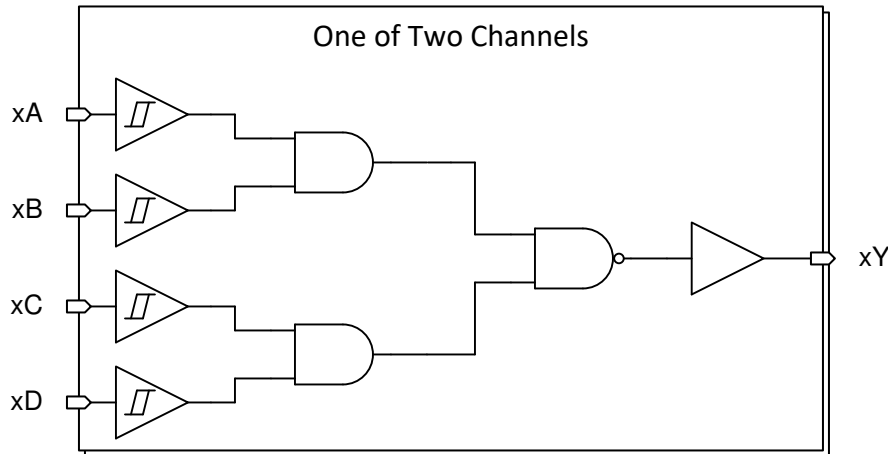 One of Two Channels
xA
xB
xC
xD
xY